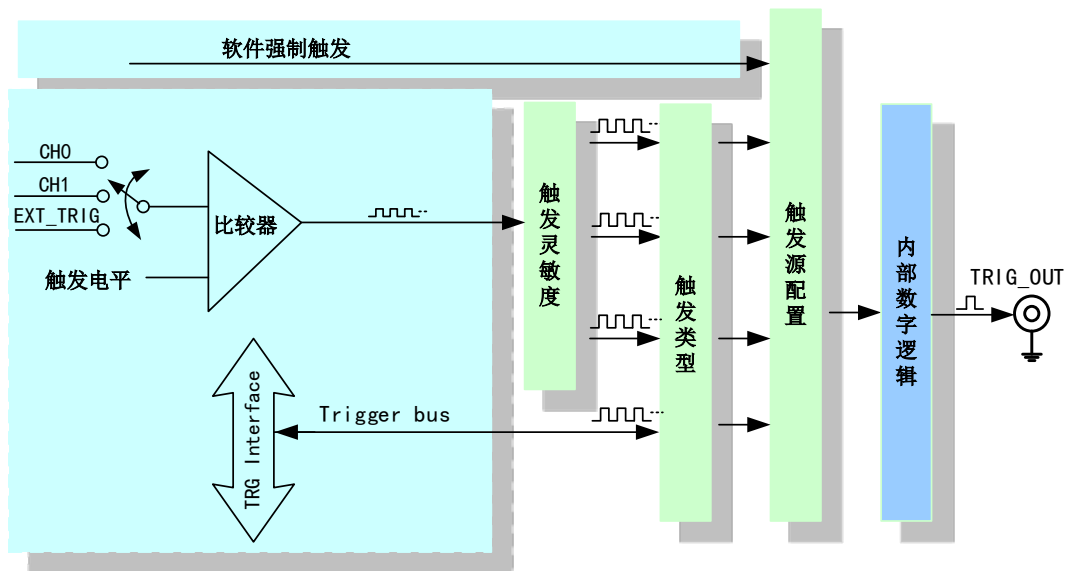 软件强制触发
CH0
CH1
EXT_TRIG
触发电平
比较器
TRG Interface
Trigger bus
触发灵敏度
触发类型
触发源配置
内部数字逻辑
TRIG_OUT